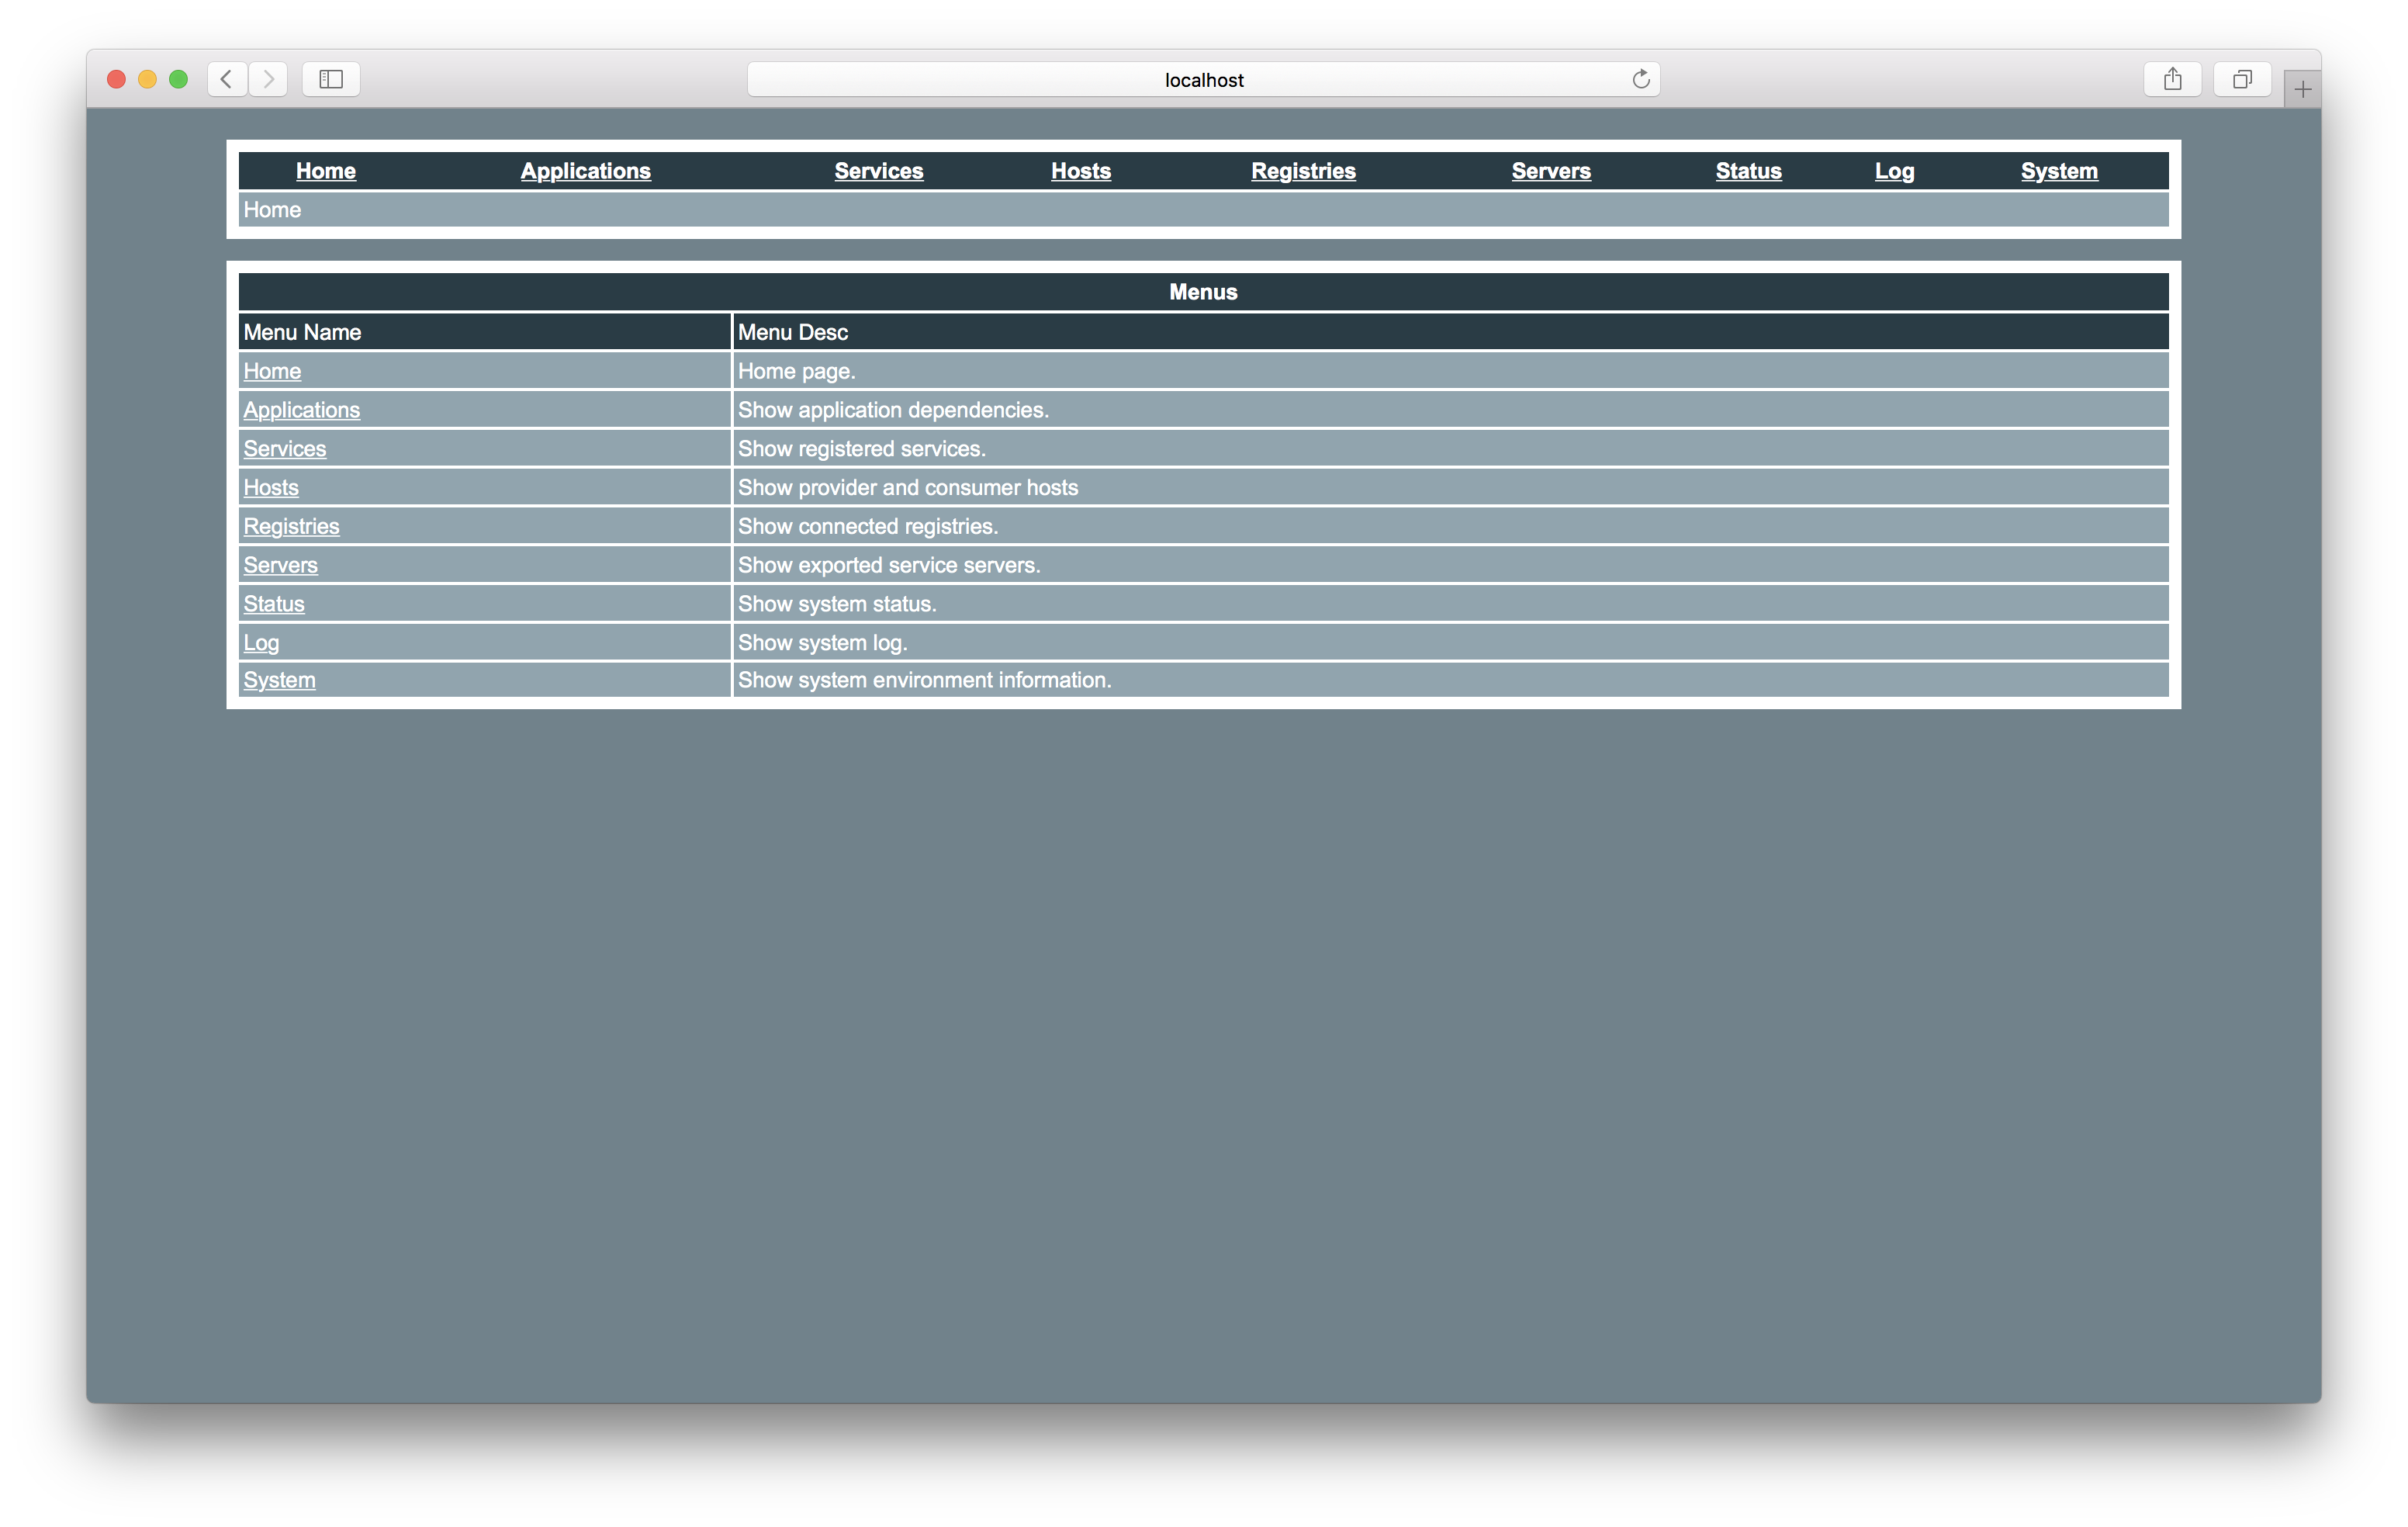 localhost
Home Applications Services Hosts Registries Servers Status Log System
Home
Menus
Menu Name Menu Desc
Home Home page.
Applications Show application dependencies.
Services Show registered services.
Hosts Show provider and consumer hosts
Registries Show connected registries.
Servers Show exported service servers.
Status Show system status.
Log Show system log.
System Show system environment information.